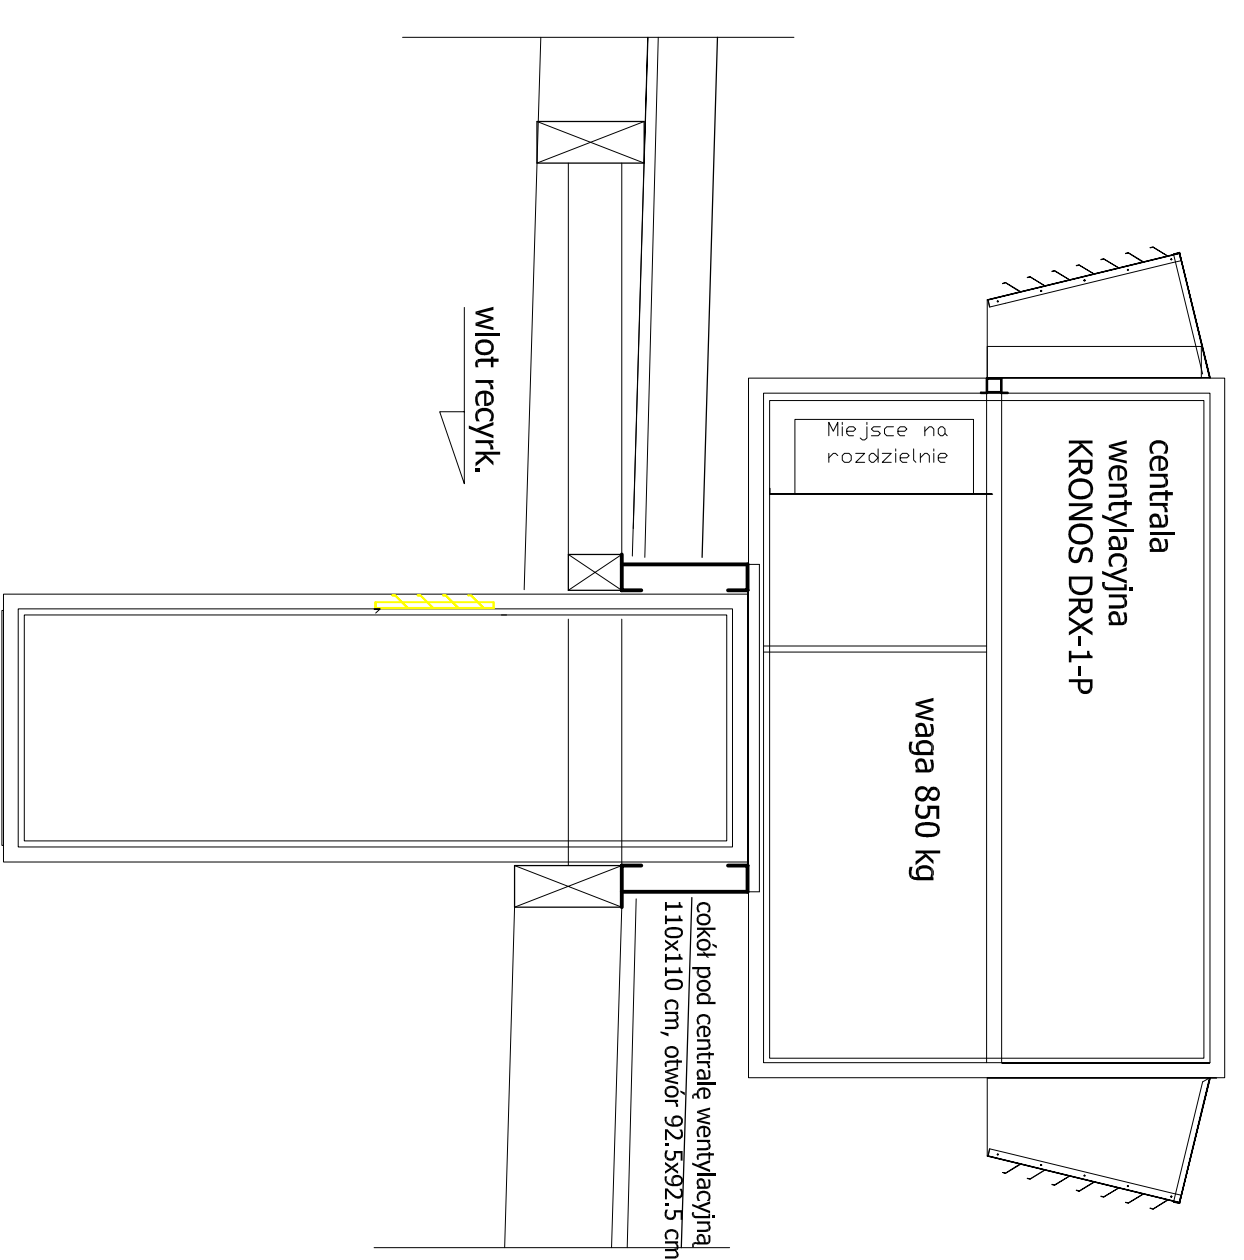 centrala
wentylacyjna
KRONOS DRX-1-P
Miejsce na
rozdzielnie
waga 850 kg
cokół pod centralę wentylacyjną
110x110 cm, otwór 92.5x92.5 cm
wlot recyrk.